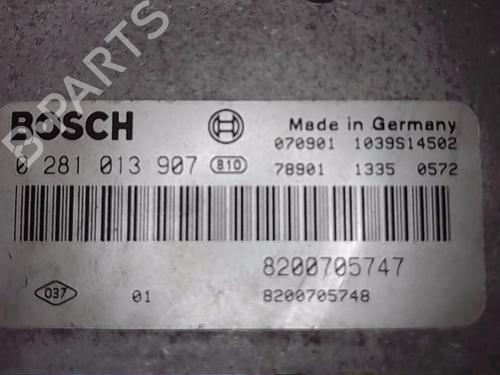 B-PARTS
BOSCH
Made in Germany
070901 1039S14502
0 281 013 907 810
78901 1335 0572
8200705747
037 01 8200705748